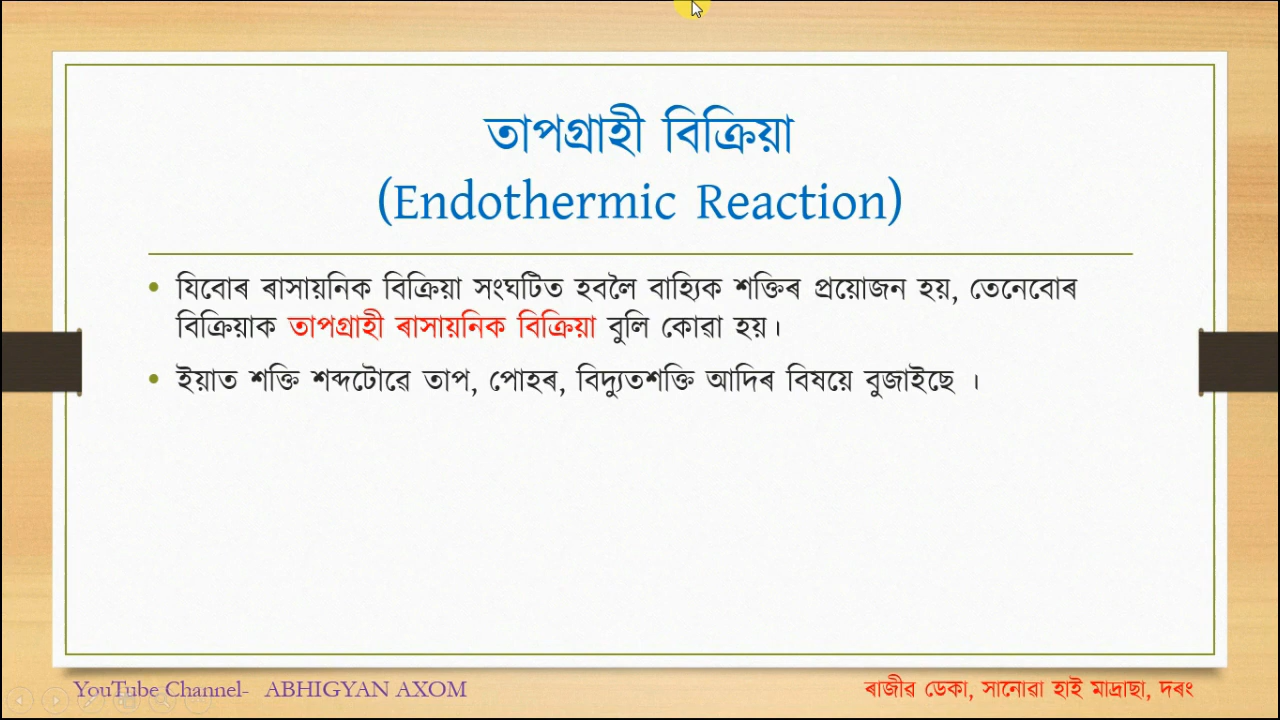 তাপগ্ৰাহী বিক্ৰিয়া
(Endothermic Reaction)
• যিবোৰ ৰাসায়নিক বিক্ৰিয়া সংঘটিত হবলৈ বাহ্যিক শক্তিৰ প্ৰয়োজন হয়, তেনেবোৰ
বিক্ৰিয়াক তাপগ্ৰাহী ৰাসায়নিক বিক্ৰিয়া বুলি কোৱা হয়।
• ইয়াত শক্তি শব্দটোৱে তাপ, পোহৰ, বিদ্যুতশক্তি আদিৰ বিষয়ে বুজাইছে ।
YouTube Channel- ABHIGYAN AXOM
ৰাজীৱ ডেকা, সানোৱা হাই মাদ্ৰাছা, দৰং